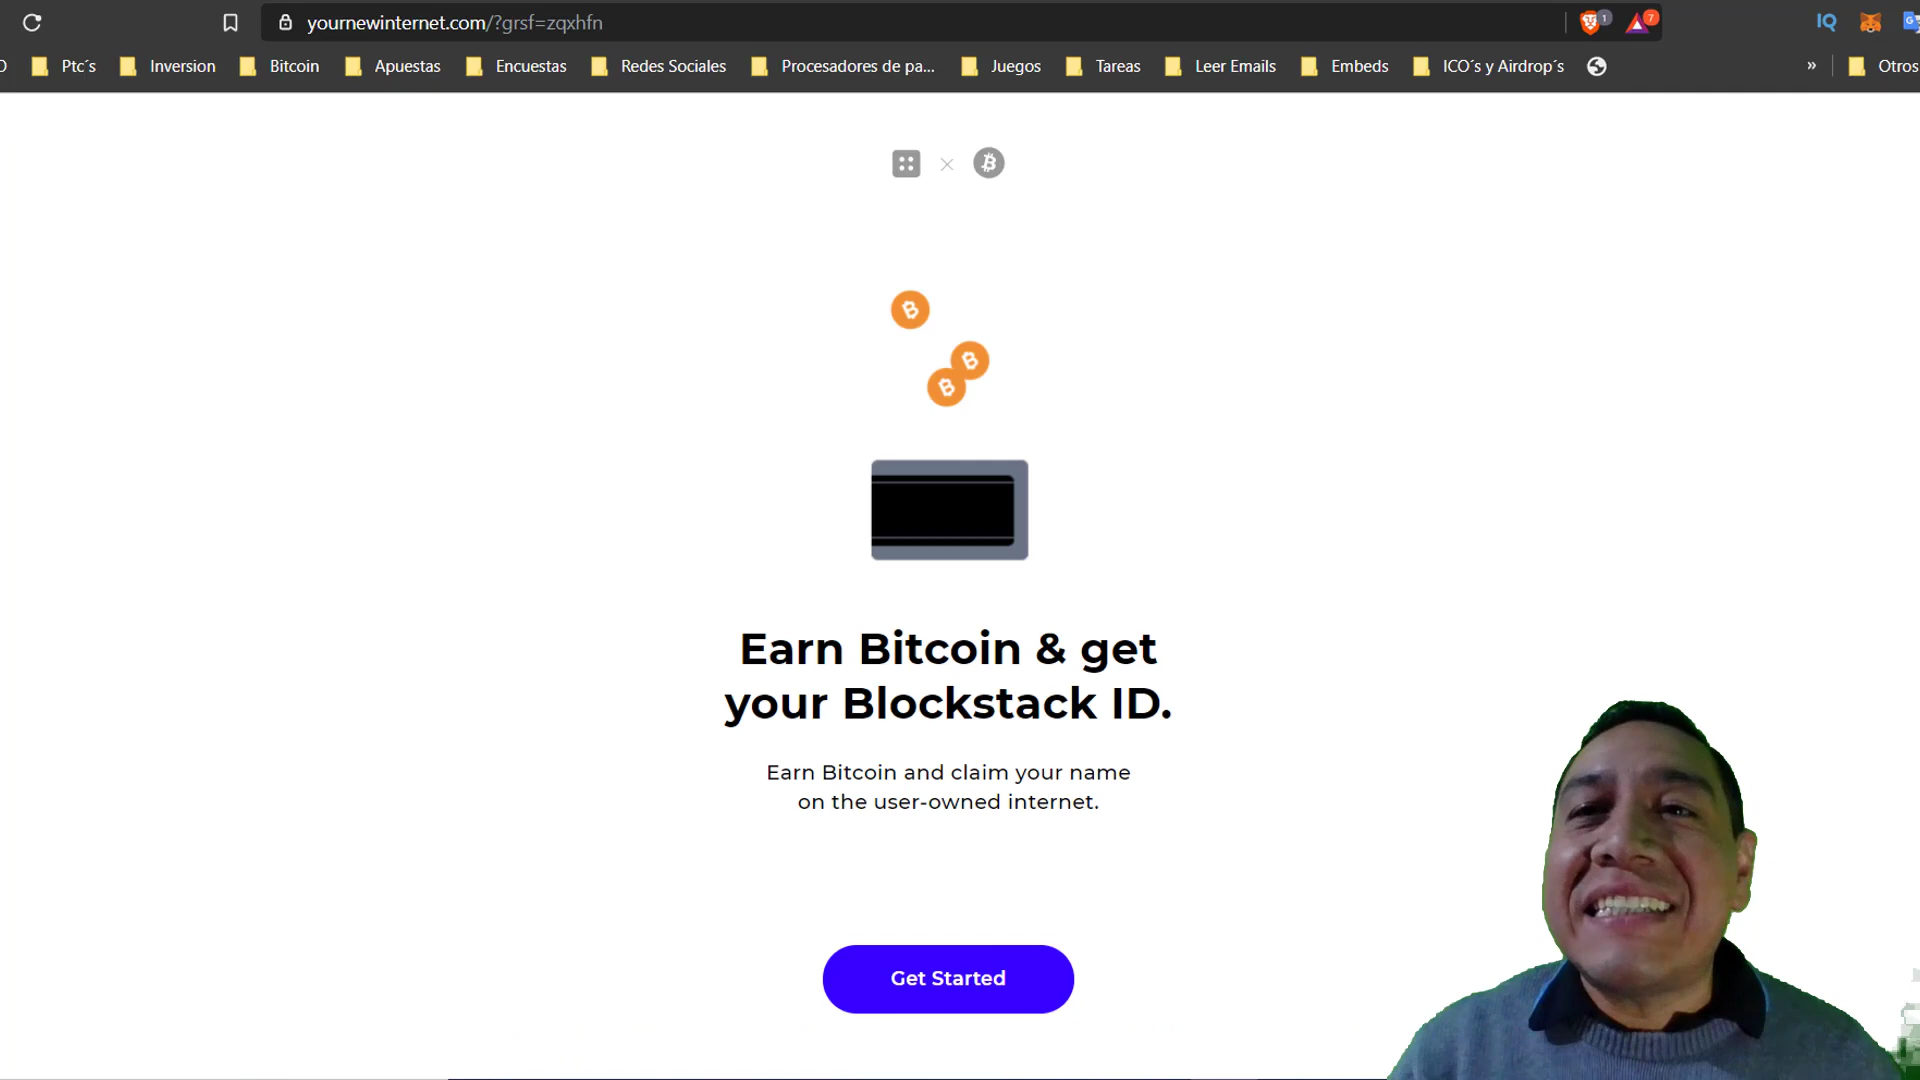 yournewinternet.com/?grsf=zqxhfn
1
7
IQ
Ptc´s
Inversion
Bitcoin
Apuestas
Encuestas
Redes Sociales
Procesadores de pa...
Juegos
Tareas
Leer Emails
Embeds
ICO´s y Airdrop´s
»
Otros
Earn Bitcoin & get
your Blockstack ID.
Earn Bitcoin and claim your name
on the user-owned internet.
Get Started